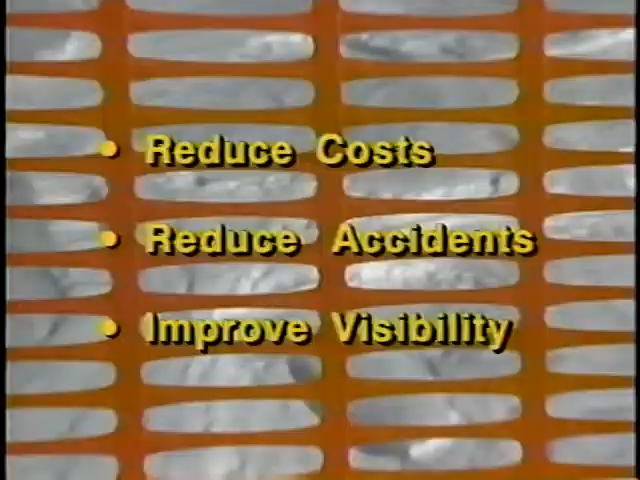 • Reduce Costs
• Reduce Accidents
• Improve Visibility